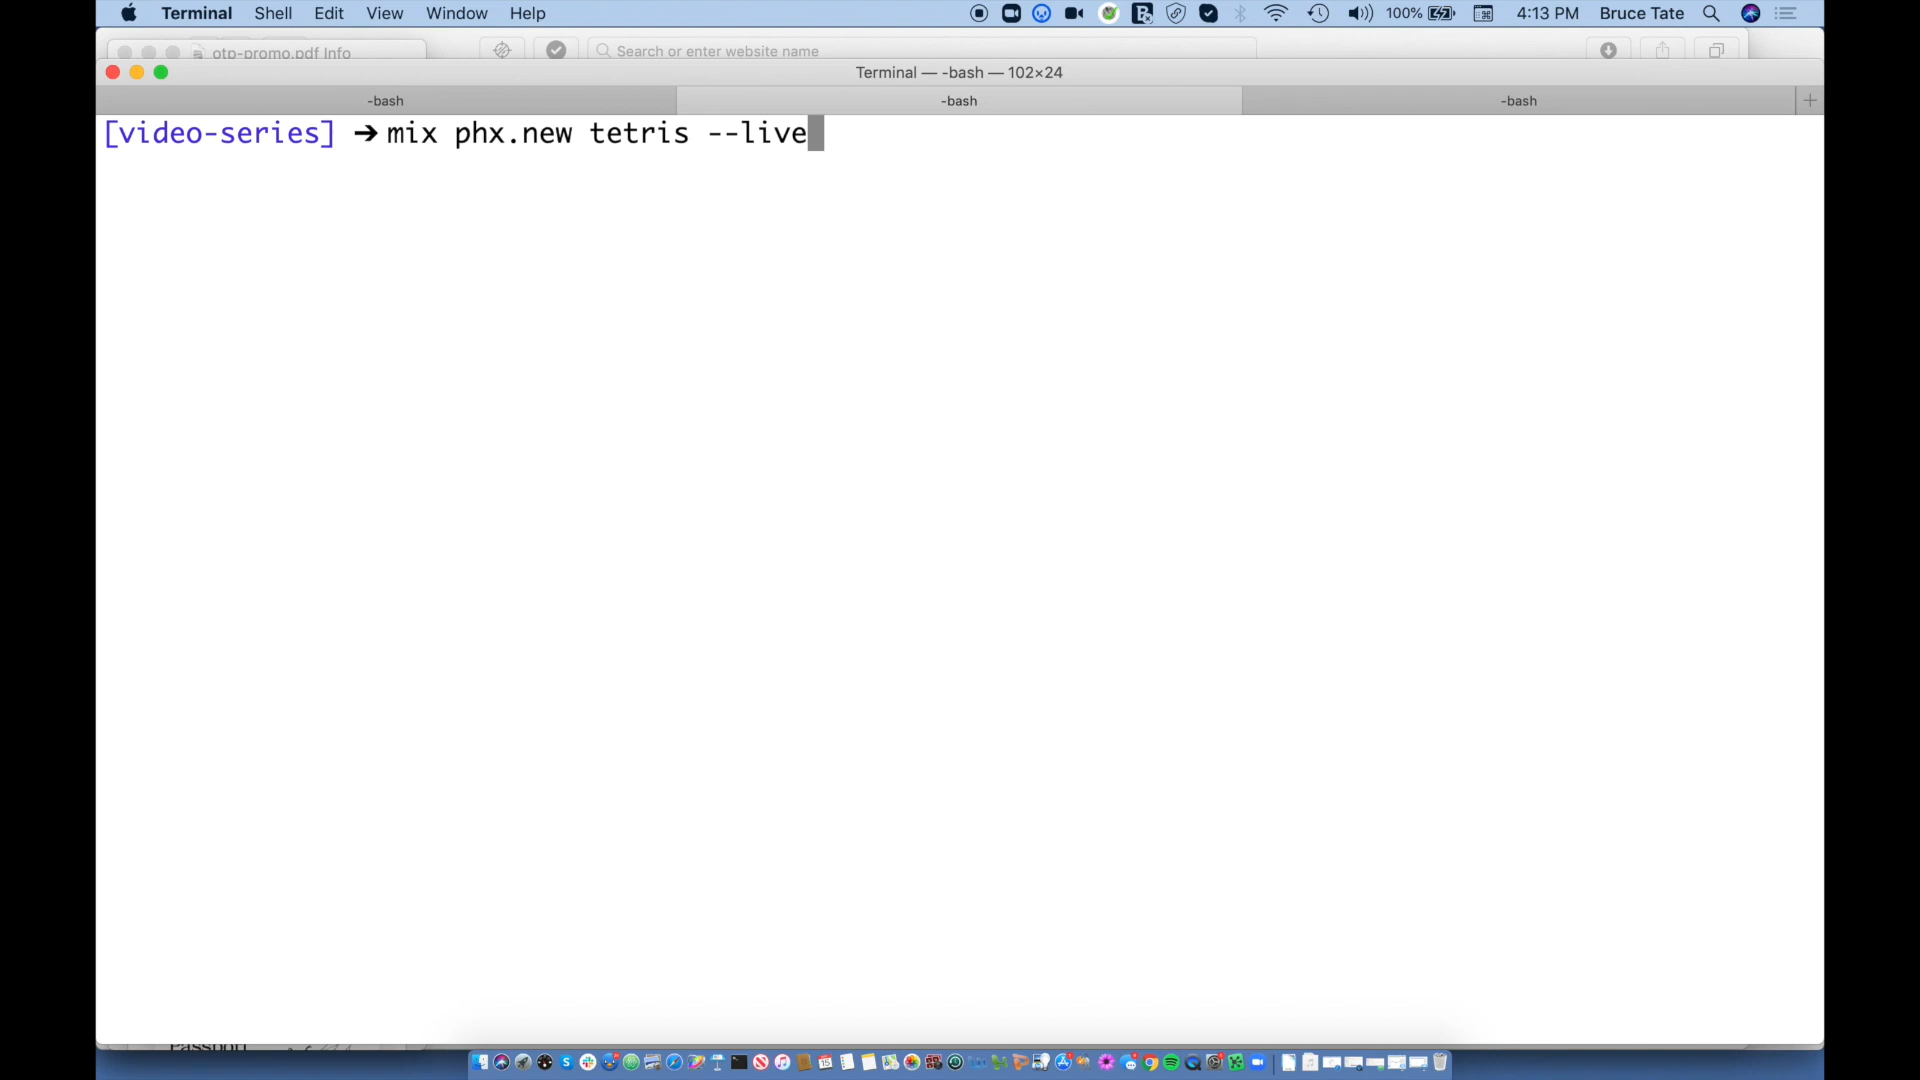 Terminal Shell Edit View Window Help 100% 4:13 PM Bruce Tate
otp-promo.pdf Info Search or enter website name
Terminal — -bash — 102×24
-bash -bash -bash
[video-series] ➔ mix phx.new tetris --live
Passport